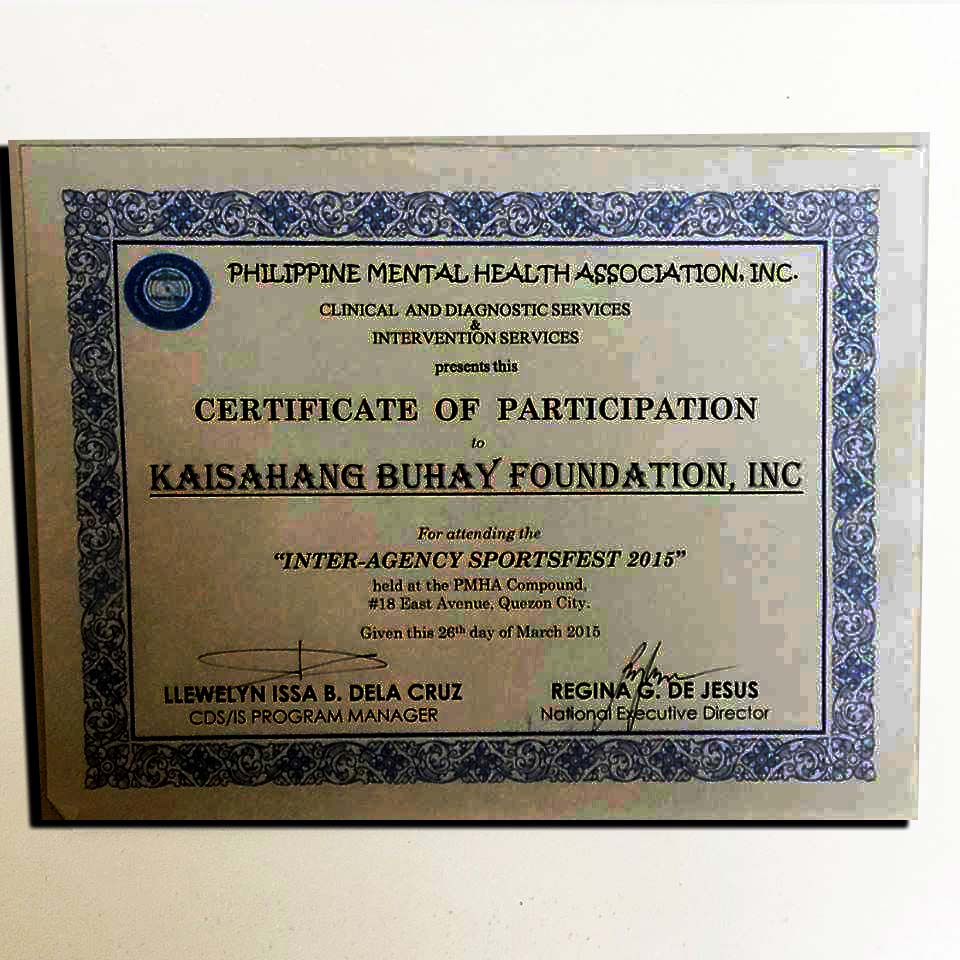 PHILIPPINE MENTAL HEALTH ASSOCIATION, INC.
CLINICAL AND DIAGNOSTIC SERVICES
&
INTERVENTION SERVICES
presents this
CERTIFICATE OF PARTICIPATION
to
KAISAHANG BUHAY FOUNDATION, INC
For attending the
“INTER-AGENCY SPORTSFEST 2015”
held at the PMHA Compound,
#18 East Avenue, Quezon City.
Given this 26th day of March 2015
LLEWELYN ISSA B. DELA CRUZ
CDS/IS PROGRAM MANAGER
REGINA G. DE JESUS
National Executive Director